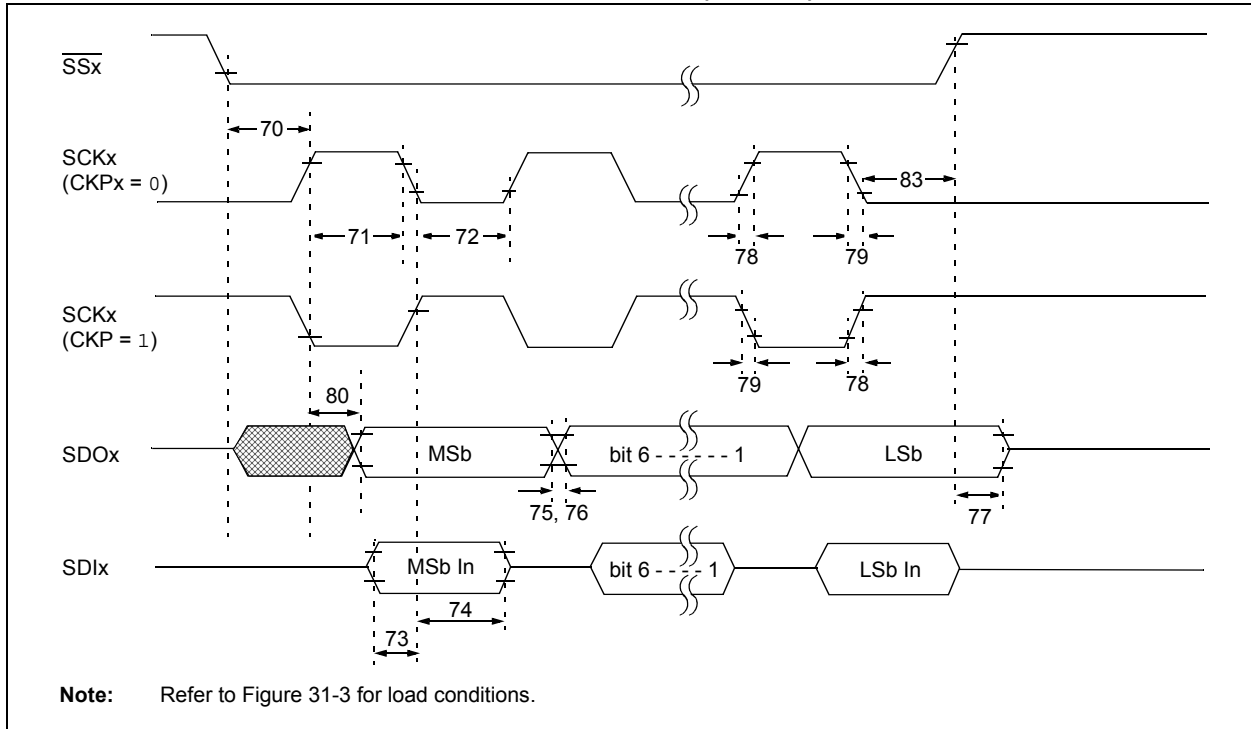 SSx
70
SCKx
(CKPx = 0)
83
71
72
78
79
SCKx
(CKP = 1)
79
78
80
SDOx
MSb
bit 6 - - - - - - 1
LSb
75, 76
77
SDIx
MSb In
bit 6 - - - - 1
LSb In
74
73
Note: Refer to Figure 31-3 for load conditions.